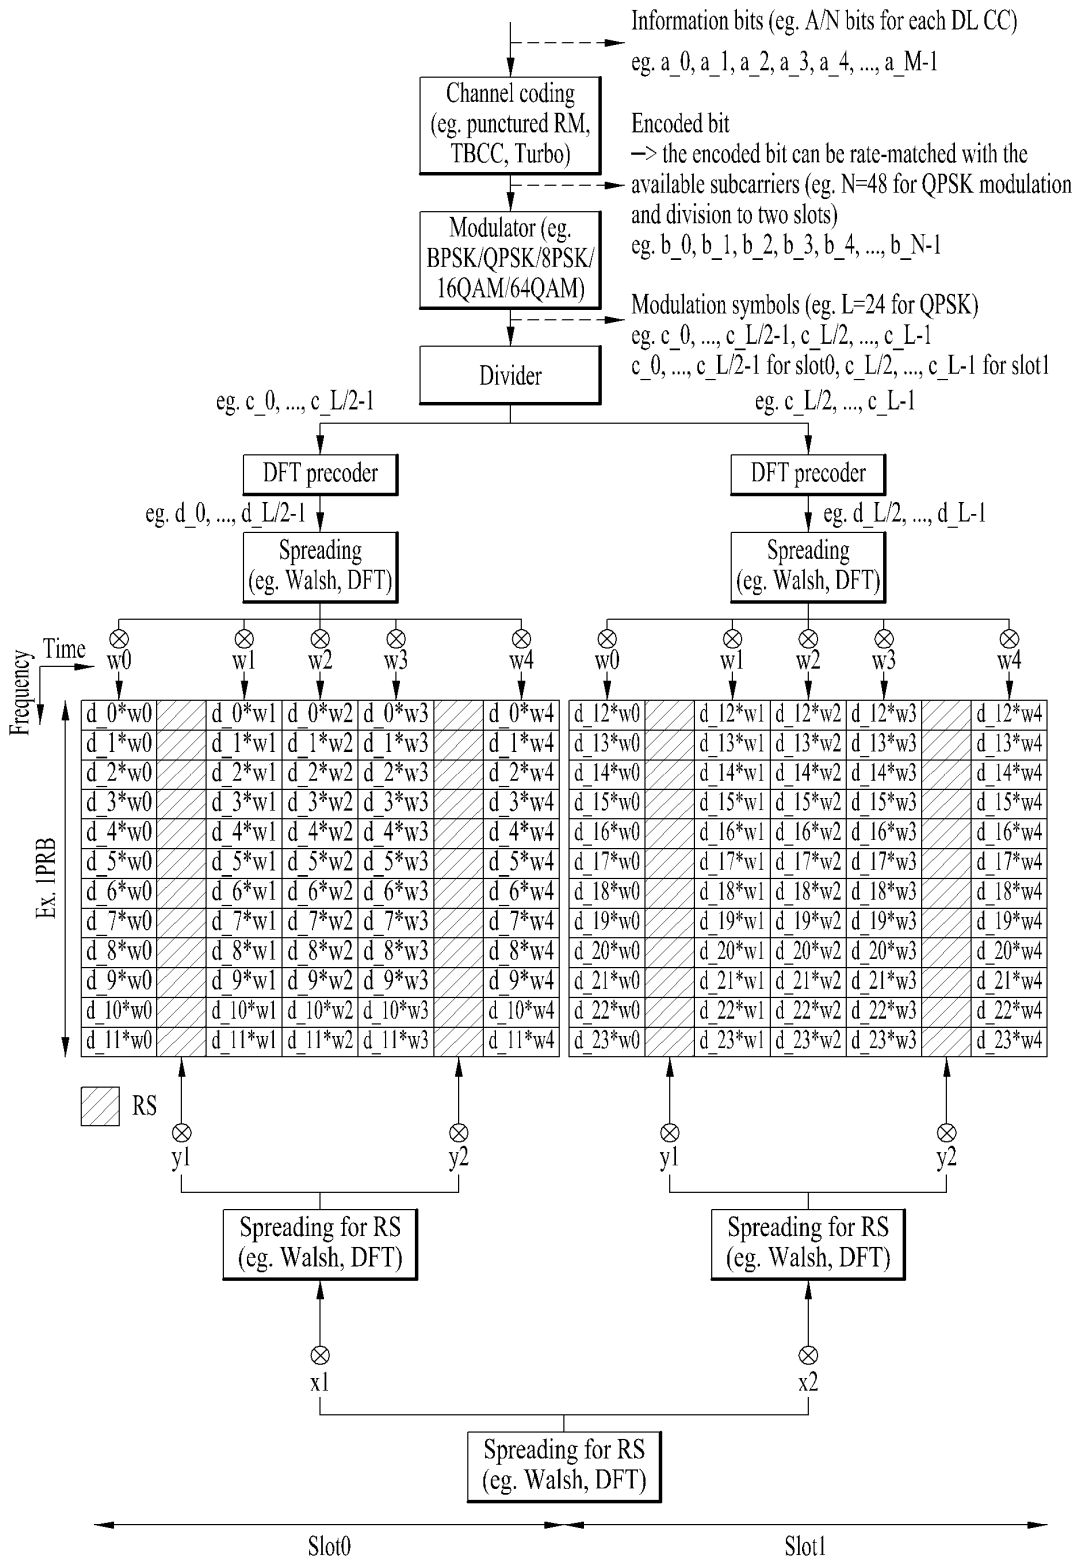 Information bits (eg. A/N bits for each DL CC)
eg. a_0, a_1, a_2, a_3, a_4, ..., a_M-1
Channel coding
(eg. punctured RM,
TBCC, Turbo)
Encoded bit
—> the encoded bit can be rate-matched with the
available subcarriers (eg. N=48 for QPSK modulation
and division to two slots)
eg. b_0, b_1, b_2, b_3, b_4, ..., b_N-1
Modulator (eg.
BPSK/QPSK/8PSK/
16QAM/64QAM)
Modulation symbols (eg. L=24 for QPSK)
eg. c_0, ..., c_L/2-1, c_L/2, ..., c_L-1
c_0, ..., c_L/2-1 for slot0, c_L/2, ..., c_L-1 for slot1
Divider
eg. c_0, ..., c_L/2-1
eg. c_L/2, ..., c_L-1
DFT precoder
DFT precoder
eg. d_0, ..., d_L/2-1
eg. d_L/2, ..., d_L-1
Spreading
(eg. Walsh, DFT)
Spreading
(eg. Walsh, DFT)
Time
Frequency
w0 w1 w2 w3 w4 w0 w1 w2 w3 w4
d_0*w0 d_0*w1 d_0*w2 d_0*w3 d_0*w4 d_12*w0 d_12*w1 d_12*w2 d_12*w3 d_12*w4
d_1*w0 d_1*w1 d_1*w2 d_1*w3 d_1*w4 d_13*w0 d_13*w1 d_13*w2 d_13*w3 d_13*w4
d_2*w0 d_2*w1 d_2*w2 d_2*w3 d_2*w4 d_14*w0 d_14*w1 d_14*w2 d_14*w3 d_14*w4
d_3*w0 d_3*w1 d_3*w2 d_3*w3 d_3*w4 d_15*w0 d_15*w1 d_15*w2 d_15*w3 d_15*w4
d_4*w0 d_4*w1 d_4*w2 d_4*w3 d_4*w4 d_16*w0 d_16*w1 d_16*w2 d_16*w3 d_16*w4
d_5*w0 d_5*w1 d_5*w2 d_5*w3 d_5*w4 d_17*w0 d_17*w1 d_17*w2 d_17*w3 d_17*w4
d_6*w0 d_6*w1 d_6*w2 d_6*w3 d_6*w4 d_18*w0 d_18*w1 d_18*w2 d_18*w3 d_18*w4
d_7*w0 d_7*w1 d_7*w2 d_7*w3 d_7*w4 d_19*w0 d_19*w1 d_19*w2 d_19*w3 d_19*w4
d_8*w0 d_8*w1 d_8*w2 d_8*w3 d_8*w4 d_20*w0 d_20*w1 d_20*w2 d_20*w3 d_20*w4
d_9*w0 d_9*w1 d_9*w2 d_9*w3 d_9*w4 d_21*w0 d_21*w1 d_21*w2 d_21*w3 d_21*w4
d_10*w0 d_10*w1 d_10*w2 d_10*w3 d_10*w4 d_22*w0 d_22*w1 d_22*w2 d_22*w3 d_22*w4
d_11*w0 d_11*w1 d_11*w2 d_11*w3 d_11*w4 d_23*w0 d_23*w1 d_23*w2 d_23*w3 d_23*w4
Ex. 1PRB
RS
y1 y2 y1 y2
Spreading for RS
(eg. Walsh, DFT)
Spreading for RS
(eg. Walsh, DFT)
x1 x2
Spreading for RS
(eg. Walsh, DFT)
Slot0 Slot1